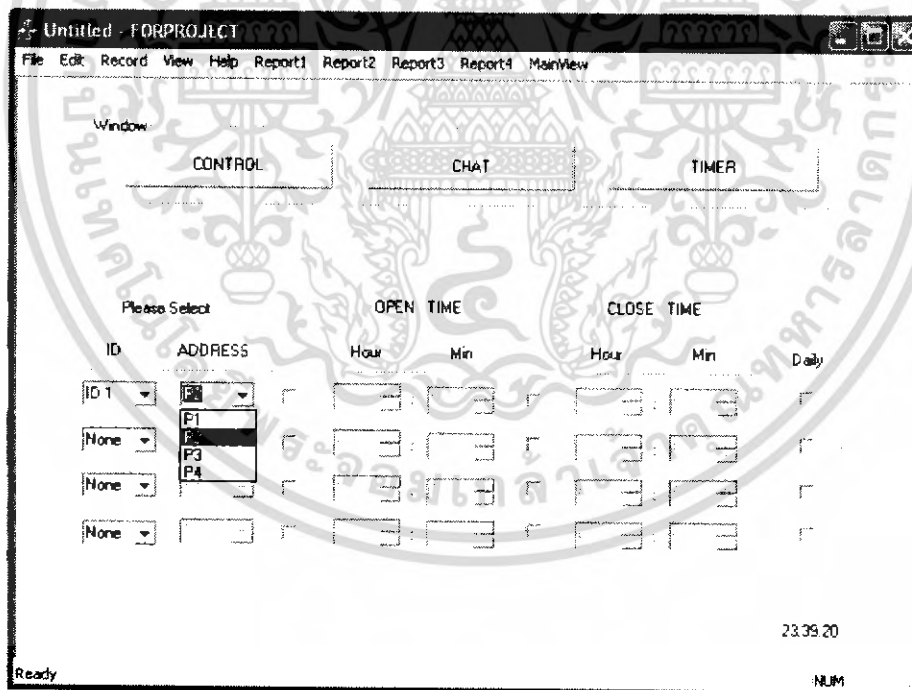 Untitled - FORPROJECT
File Edit Record View Help Report1 Report2 Report3 Report4 MainView
Window
CONTROL CHAT TIMER
Please Select OPEN TIME CLOSE TIME
ID ADDRESS Hour Min Hour Min Daily
ID 1
P1
P3
P4
None
None
None
23:39:20
Ready NUM